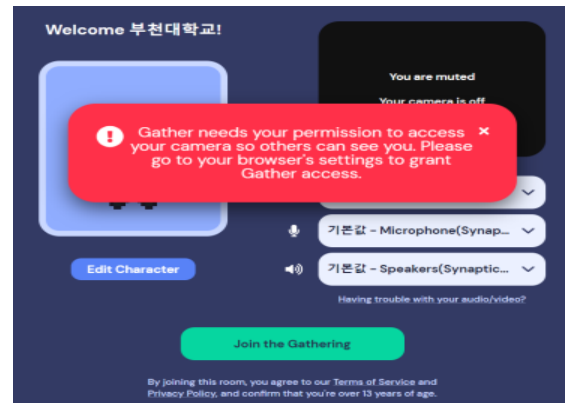 Welcome 부천대학교!
You are muted
Your camera is off
Gather needs your permission to access
your camera so others can see you. Please
go to your browser's settings to grant
Gather access.
×
기본값 - Microphone(Synap...
Edit Character
기본값 - Speakers(Synaptic...
Having trouble with your audio/video?
Join the Gathering
By joining this room, you agree to our Terms of Service and
Privacy Policy, and confirm that you're over 13 years of age.